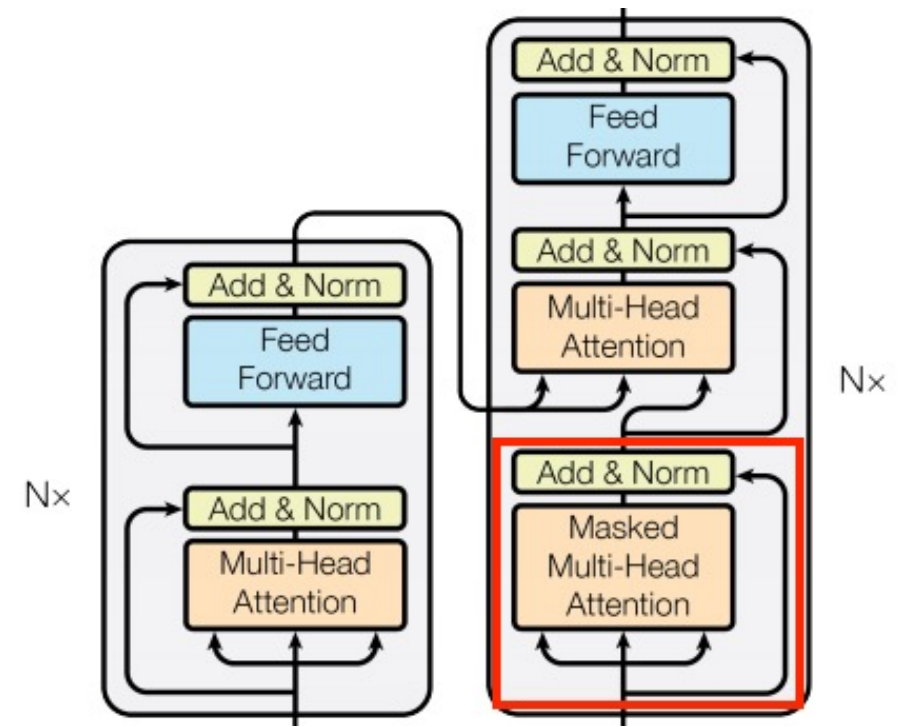 Add & Norm
Feed
Forward
Add & Norm
Multi-Head
Attention
Nx
Add & Norm
Masked
Multi-Head
Attention
Add & Norm
Feed
Forward
Nx
Add & Norm
Multi-Head
Attention